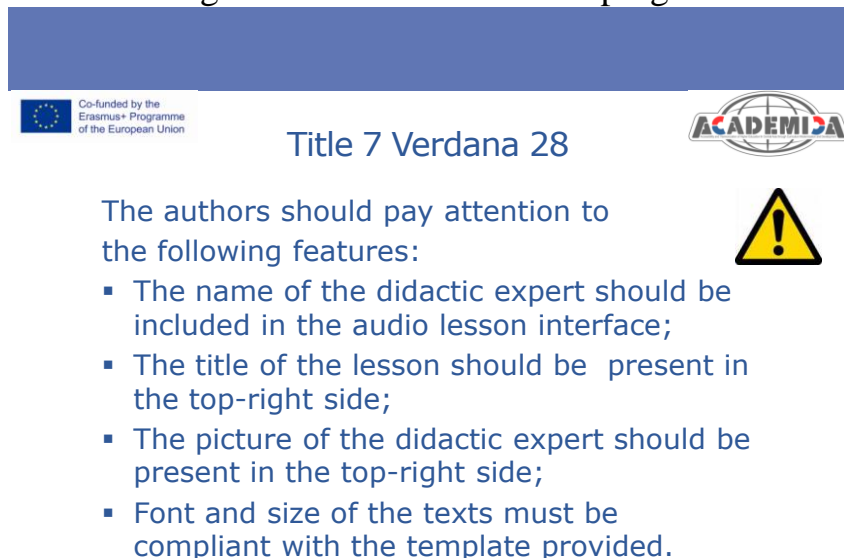 Co-funded by the
Erasmus+ Programme
of the European Union
ACADEMICA
Title 7 Verdana 28
The authors should pay attention to
the following features:
▪ The name of the didactic expert should be
included in the audio lesson interface;
▪ The title of the lesson should be present in
the top-right side;
▪ The picture of the didactic expert should be
present in the top-right side;
▪ Font and size of the texts must be
compliant with the template provided.